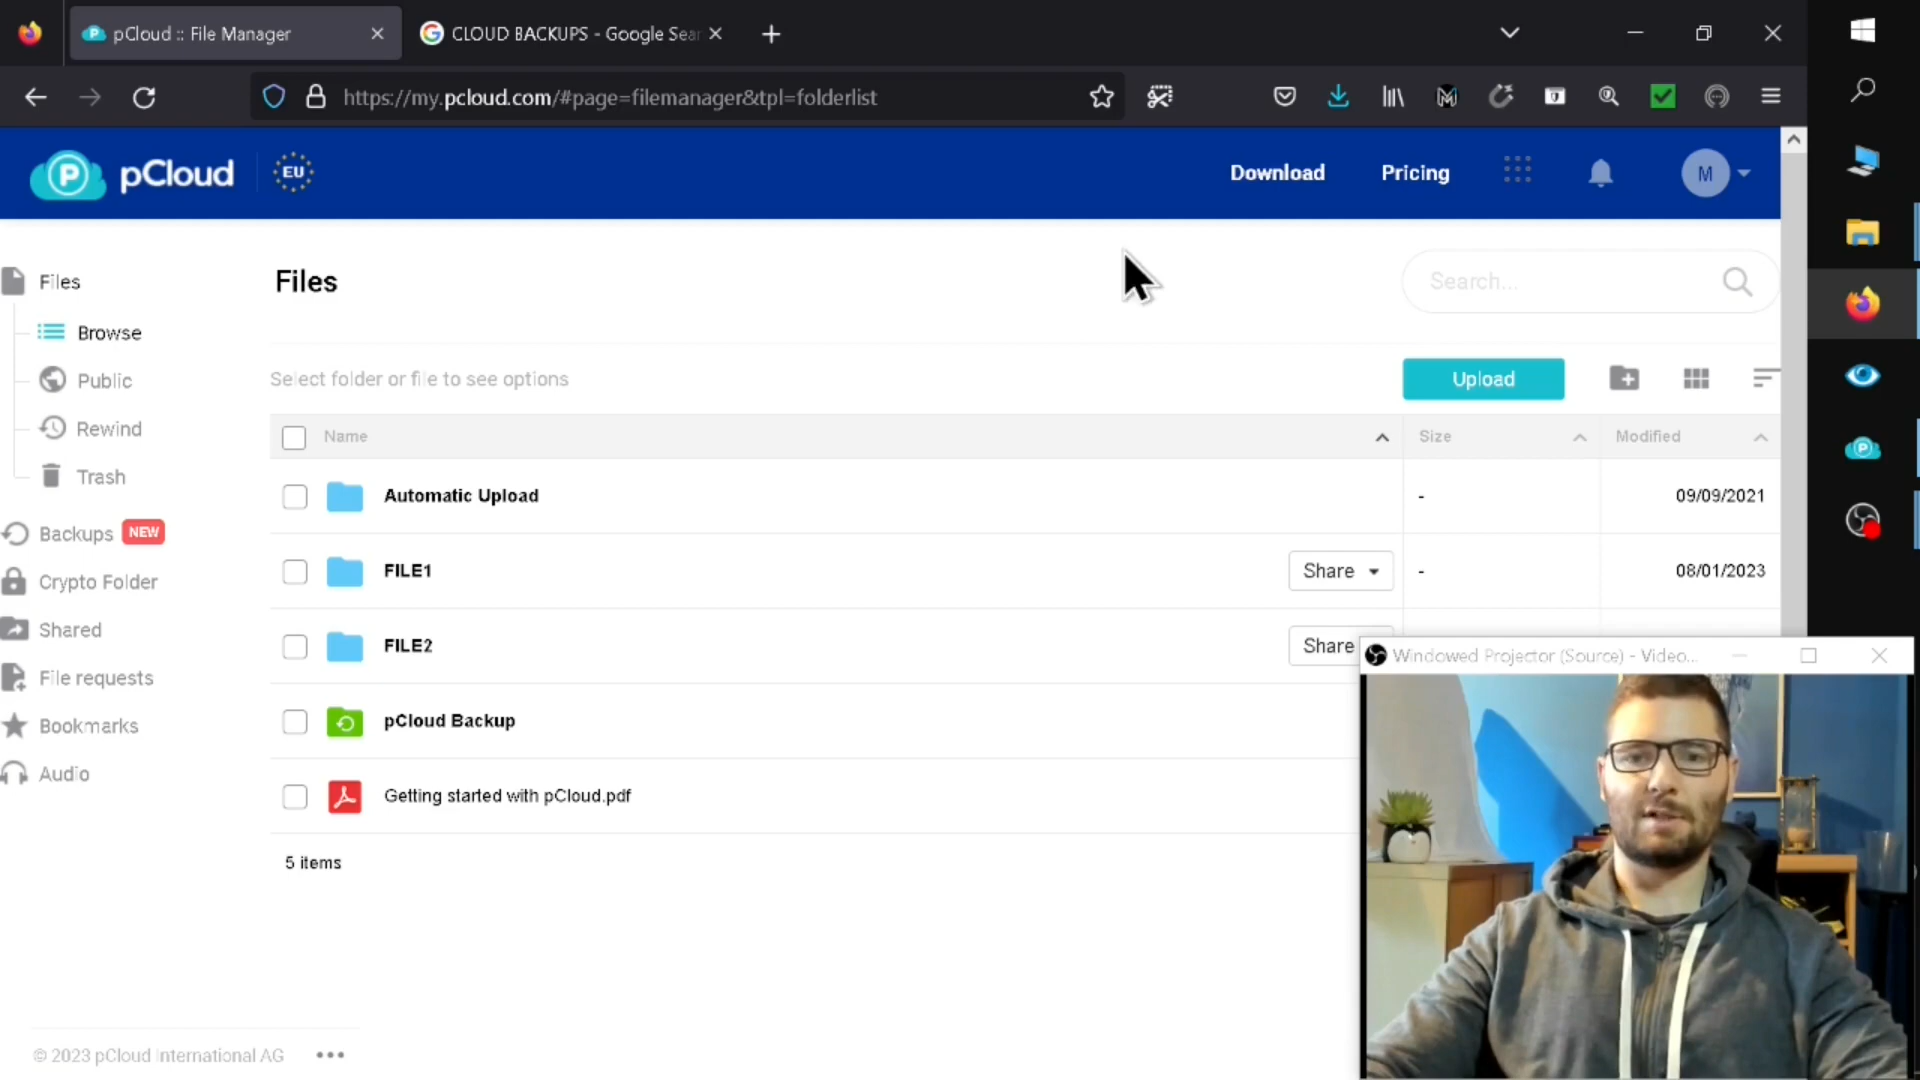 pCloud :: File Manager
CLOUD BACKUPS - Google Sear
https://my.pcloud.com/#page=filemanager&tpl=folderlist
P pCloud EU
Download Pricing M
Files
Browse
Public
Rewind
Trash
Backups NEW
Crypto Folder
Shared
File requests
Bookmarks
Audio
Files
Search...
Select folder or file to see options
Upload
Name Size Modified
Automatic Upload - 09/09/2021
FILE1 Share - 08/01/2023
FILE2 Share
pCloud Backup
Getting started with pCloud.pdf
5 items
Windowed Projector (Source) - Video...
© 2023 pCloud International AG